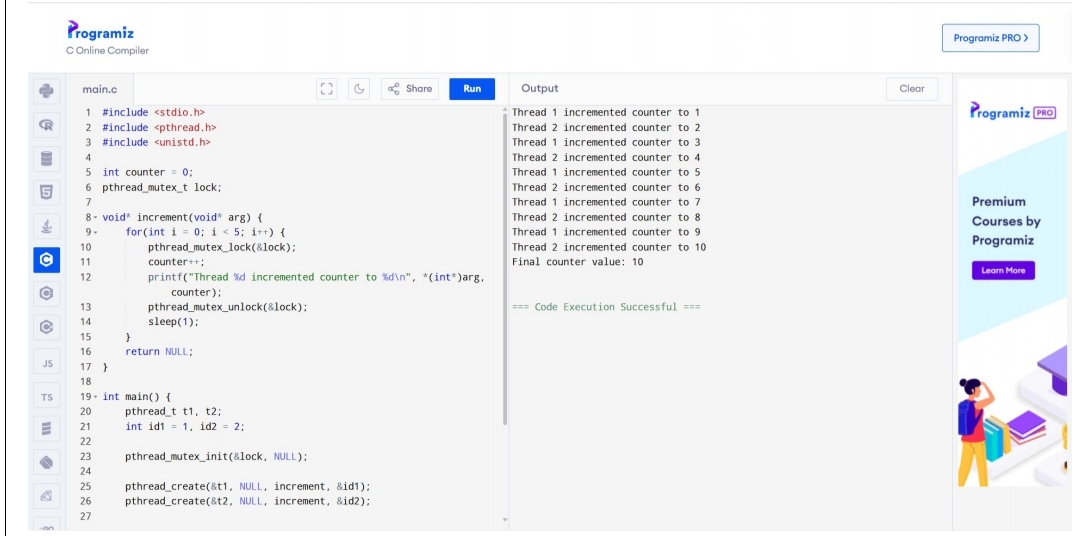 Programiz
C Online Compiler
Programiz PRO >
main.c
Share
Run
Output
Clear
1 #include <stdio.h>
2 #include <pthread.h>
3 #include <unistd.h>
4
5 int counter = 0;
6 pthread_mutex_t lock;
7
8 void* increment(void* arg) {
9     for(int i = 0; i < 5; i++) {
10         pthread_mutex_lock(&lock);
11         counter++;
12         printf("Thread %d incremented counter to %d\n", *(int*)arg,
counter);
13         pthread_mutex_unlock(&lock);
14         sleep(1);
15     }
16     return NULL;
17 }
18
19 int main() {
20     pthread_t t1, t2;
21     int id1 = 1, id2 = 2;
22
23     pthread_mutex_init(&lock, NULL);
24
25     pthread_create(&t1, NULL, increment, &id1);
26     pthread_create(&t2, NULL, increment, &id2);
27
Thread 1 incremented counter to 1
Thread 2 incremented counter to 2
Thread 1 incremented counter to 3
Thread 2 incremented counter to 4
Thread 1 incremented counter to 5
Thread 2 incremented counter to 6
Thread 1 incremented counter to 7
Thread 2 incremented counter to 8
Thread 1 incremented counter to 9
Thread 2 incremented counter to 10
Final counter value: 10
=== Code Execution Successful ===
JS
TS
Programiz PRO
Premium
Courses by
Programiz
Learn More